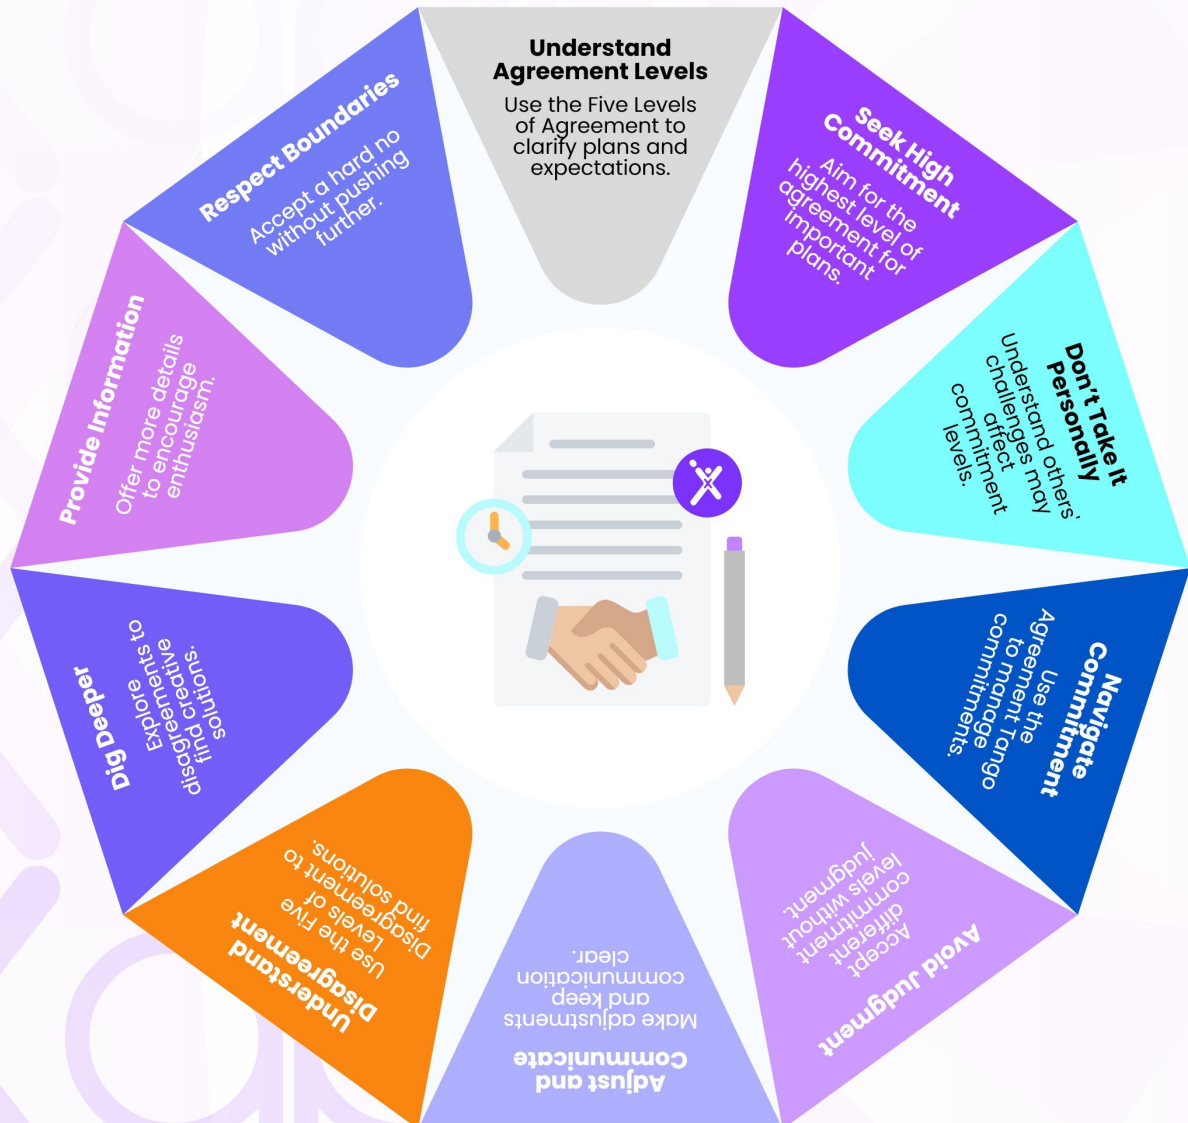 Understand
Agreement Levels
Use the Five Levels
of Agreement to
clarify plans and
expectations.
Seek High
Commitment
Aim for the
highest level of
agreement for
important
plans.
Don't Take It
Personally
Understand others'
challenges may
affect
commitment
levels.
Navigate
Commitment
Use the
Agreement Tango
to manage
commitments.
Avoid Judgment
Accept
different
commitment
levels without
judgment.
Adjust and
Communicate
Make adjustments
and keep
communication
clear.
Understand
Disagreement
Use the Five
Levels of
Disagreement to
find solutions.
Dig Deeper
Explore
disagreements to
find creative
solutions.
Provide Information
Offer more details
to encourage
enthusiasm.
Respect Boundaries
Accept a hard no
without pushing
further.